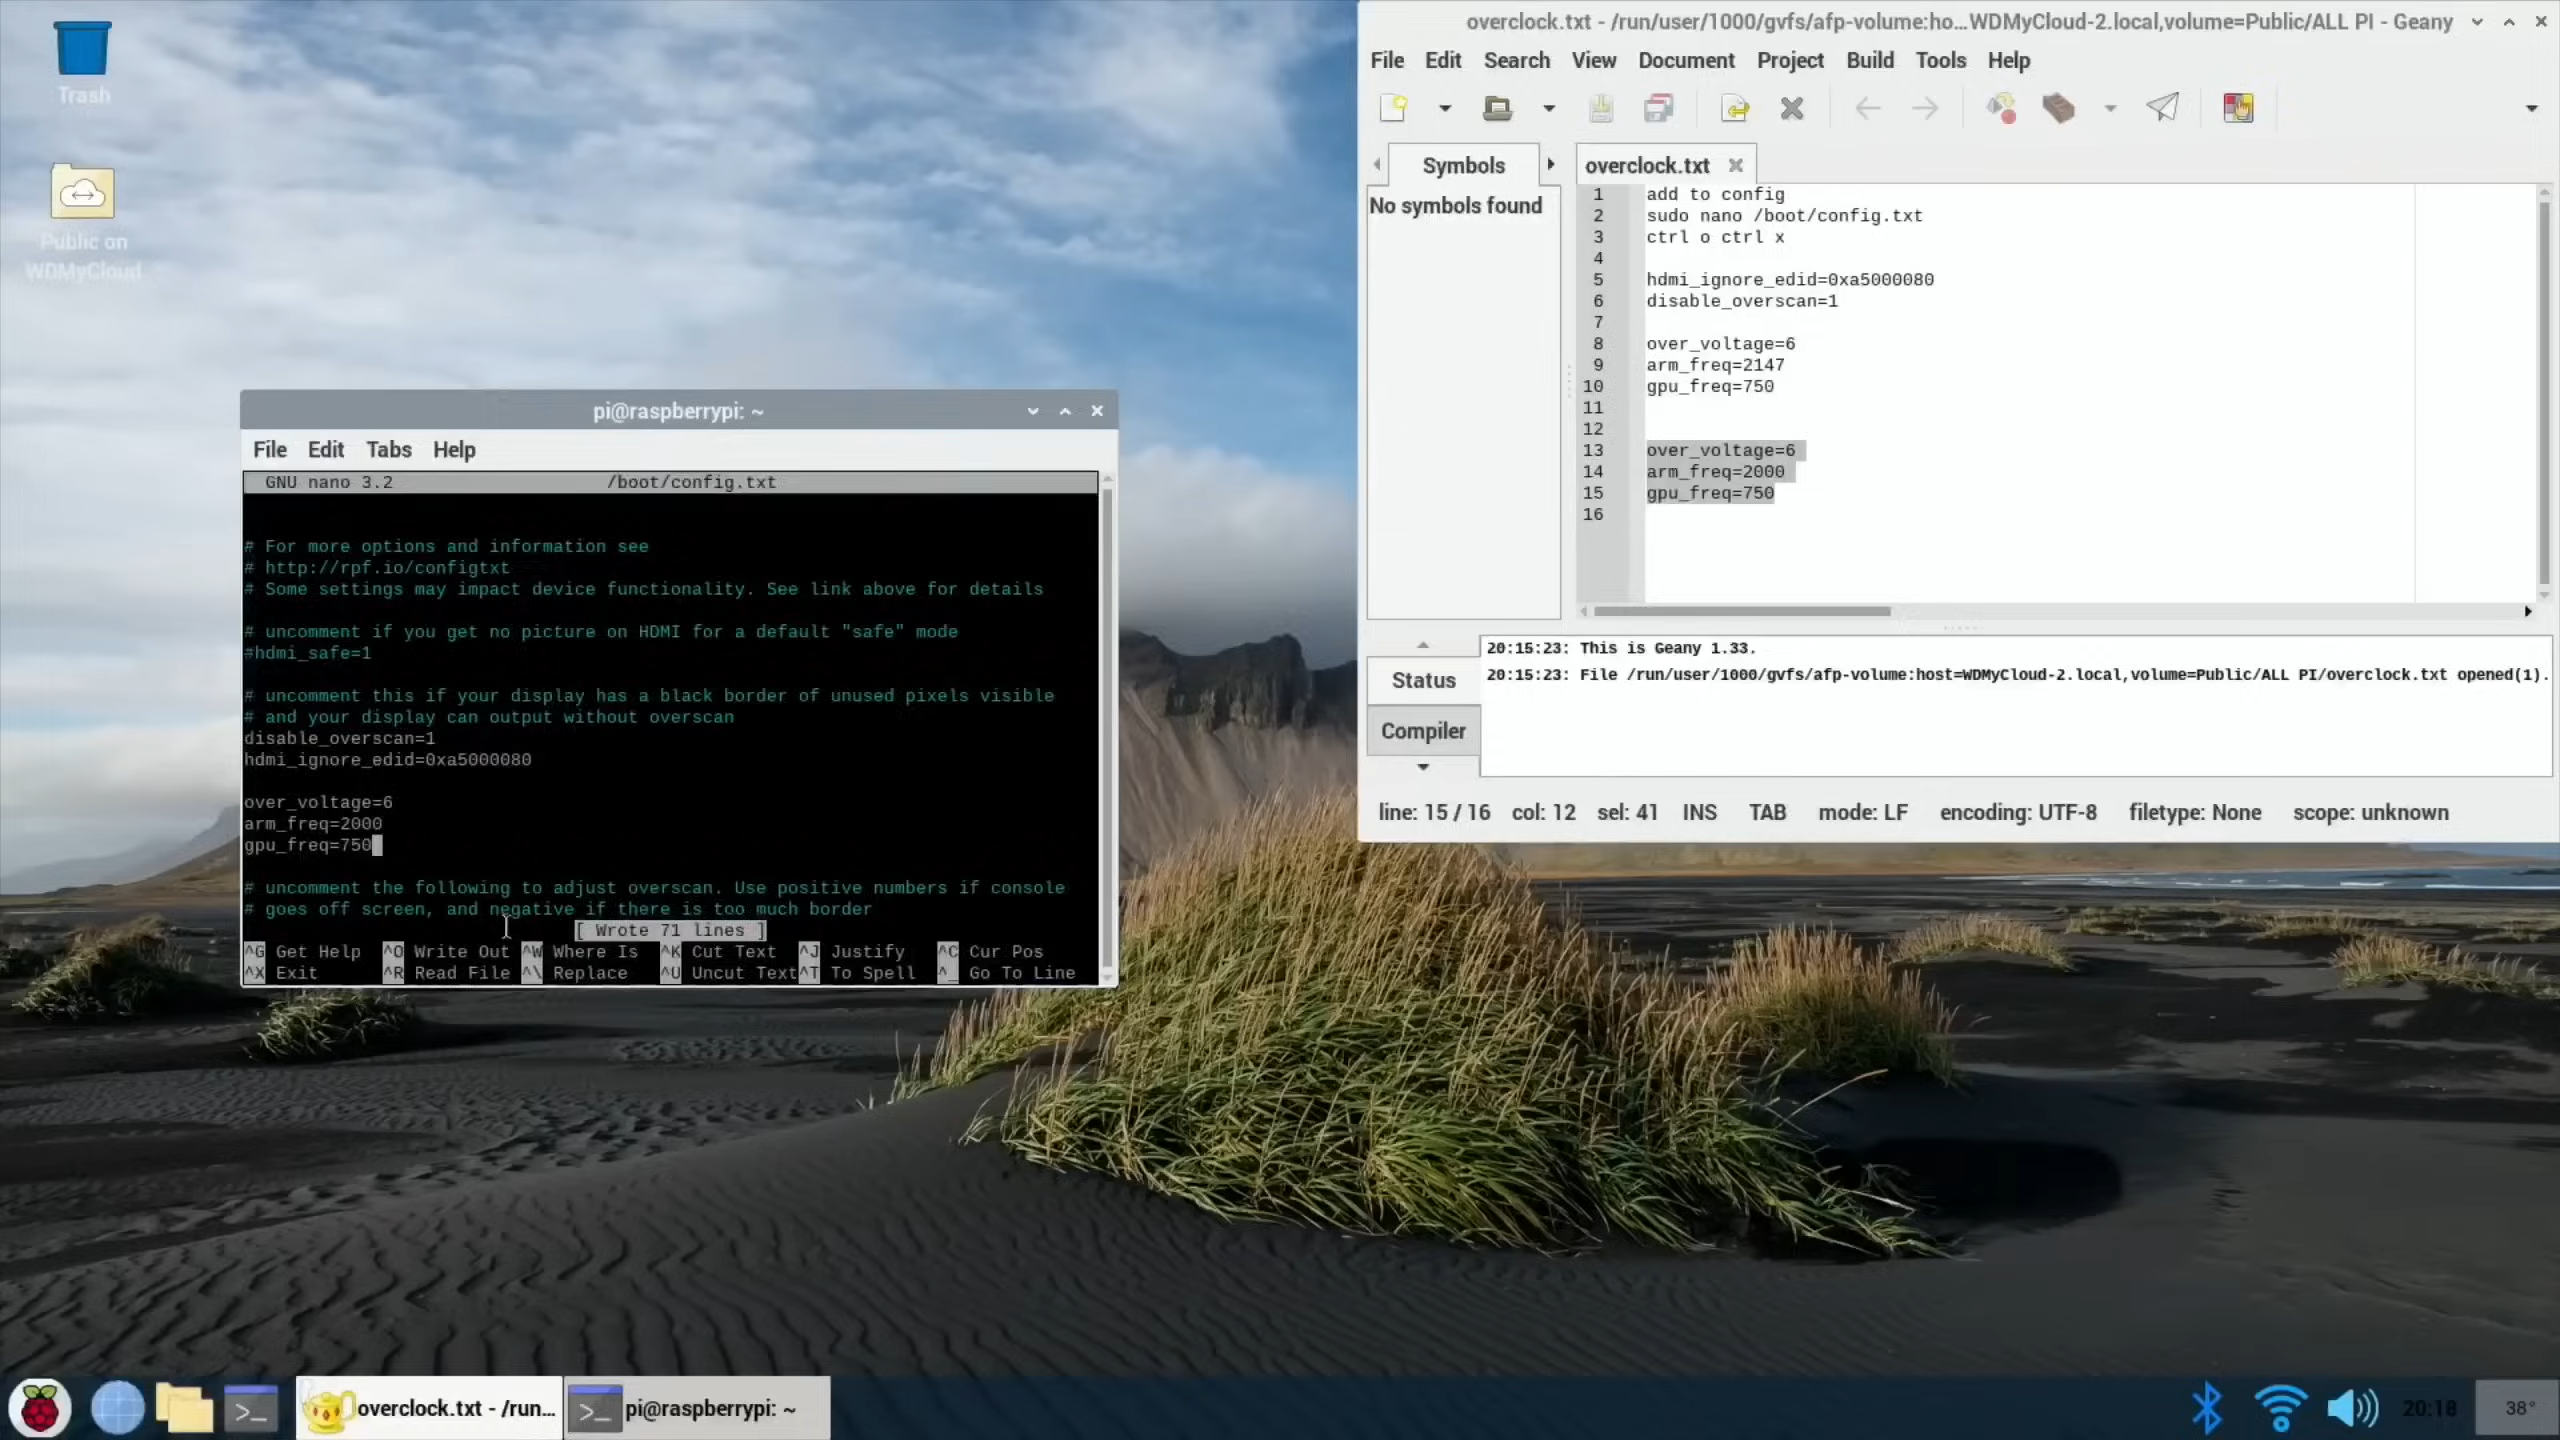 Trash
Public on
WDMyCloud
overclock.txt - /run/user/1000/gvfs/afp-volume:ho...WDMyCloud-2.local,volume=Public/ALL PI - Geany
File Edit Search View Document Project Build Tools Help
Symbols
overclock.txt
No symbols found
1 add to config
2 sudo nano /boot/config.txt
3 ctrl o ctrl x
4
5 hdmi_ignore_edid=0xa5000080
6 disable_overscan=1
7
8 over_voltage=6
9 arm_freq=2147
10 gpu_freq=750
11
12
13 over_voltage=6
14 arm_freq=2000
15 gpu_freq=750
16
Status
Compiler
20:15:23: This is Geany 1.33.
20:15:23: File /run/user/1000/gvfs/afp-volume:host=WDMyCloud-2.local,volume=Public/ALL PI/overclock.txt opened(1).
line: 15 / 16 col: 12 sel: 41 INS TAB mode: LF encoding: UTF-8 filetype: None scope: unknown
pi@raspberrypi: ~
File Edit Tabs Help
GNU nano 3.2 /boot/config.txt
# For more options and information see
# http://rpf.io/configtxt
# Some settings may impact device functionality. See link above for details
# uncomment if you get no picture on HDMI for a default "safe" mode
#hdmi_safe=1
# uncomment this if your display has a black border of unused pixels visible
# and your display can output without overscan
disable_overscan=1
hdmi_ignore_edid=0xa5000080
over_voltage=6
arm_freq=2000
gpu_freq=750
# uncomment the following to adjust overscan. Use positive numbers if console
# goes off screen, and negative if there is too much border
[ Wrote 71 lines ]
^G Get Help ^O Write Out ^W Where Is ^K Cut Text ^J Justify ^C Cur Pos
^X Exit ^R Read File ^\ Replace ^U Uncut Text ^T To Spell ^_ Go To Line
overclock.txt - /run...
pi@raspberrypi: ~
20:18
38°